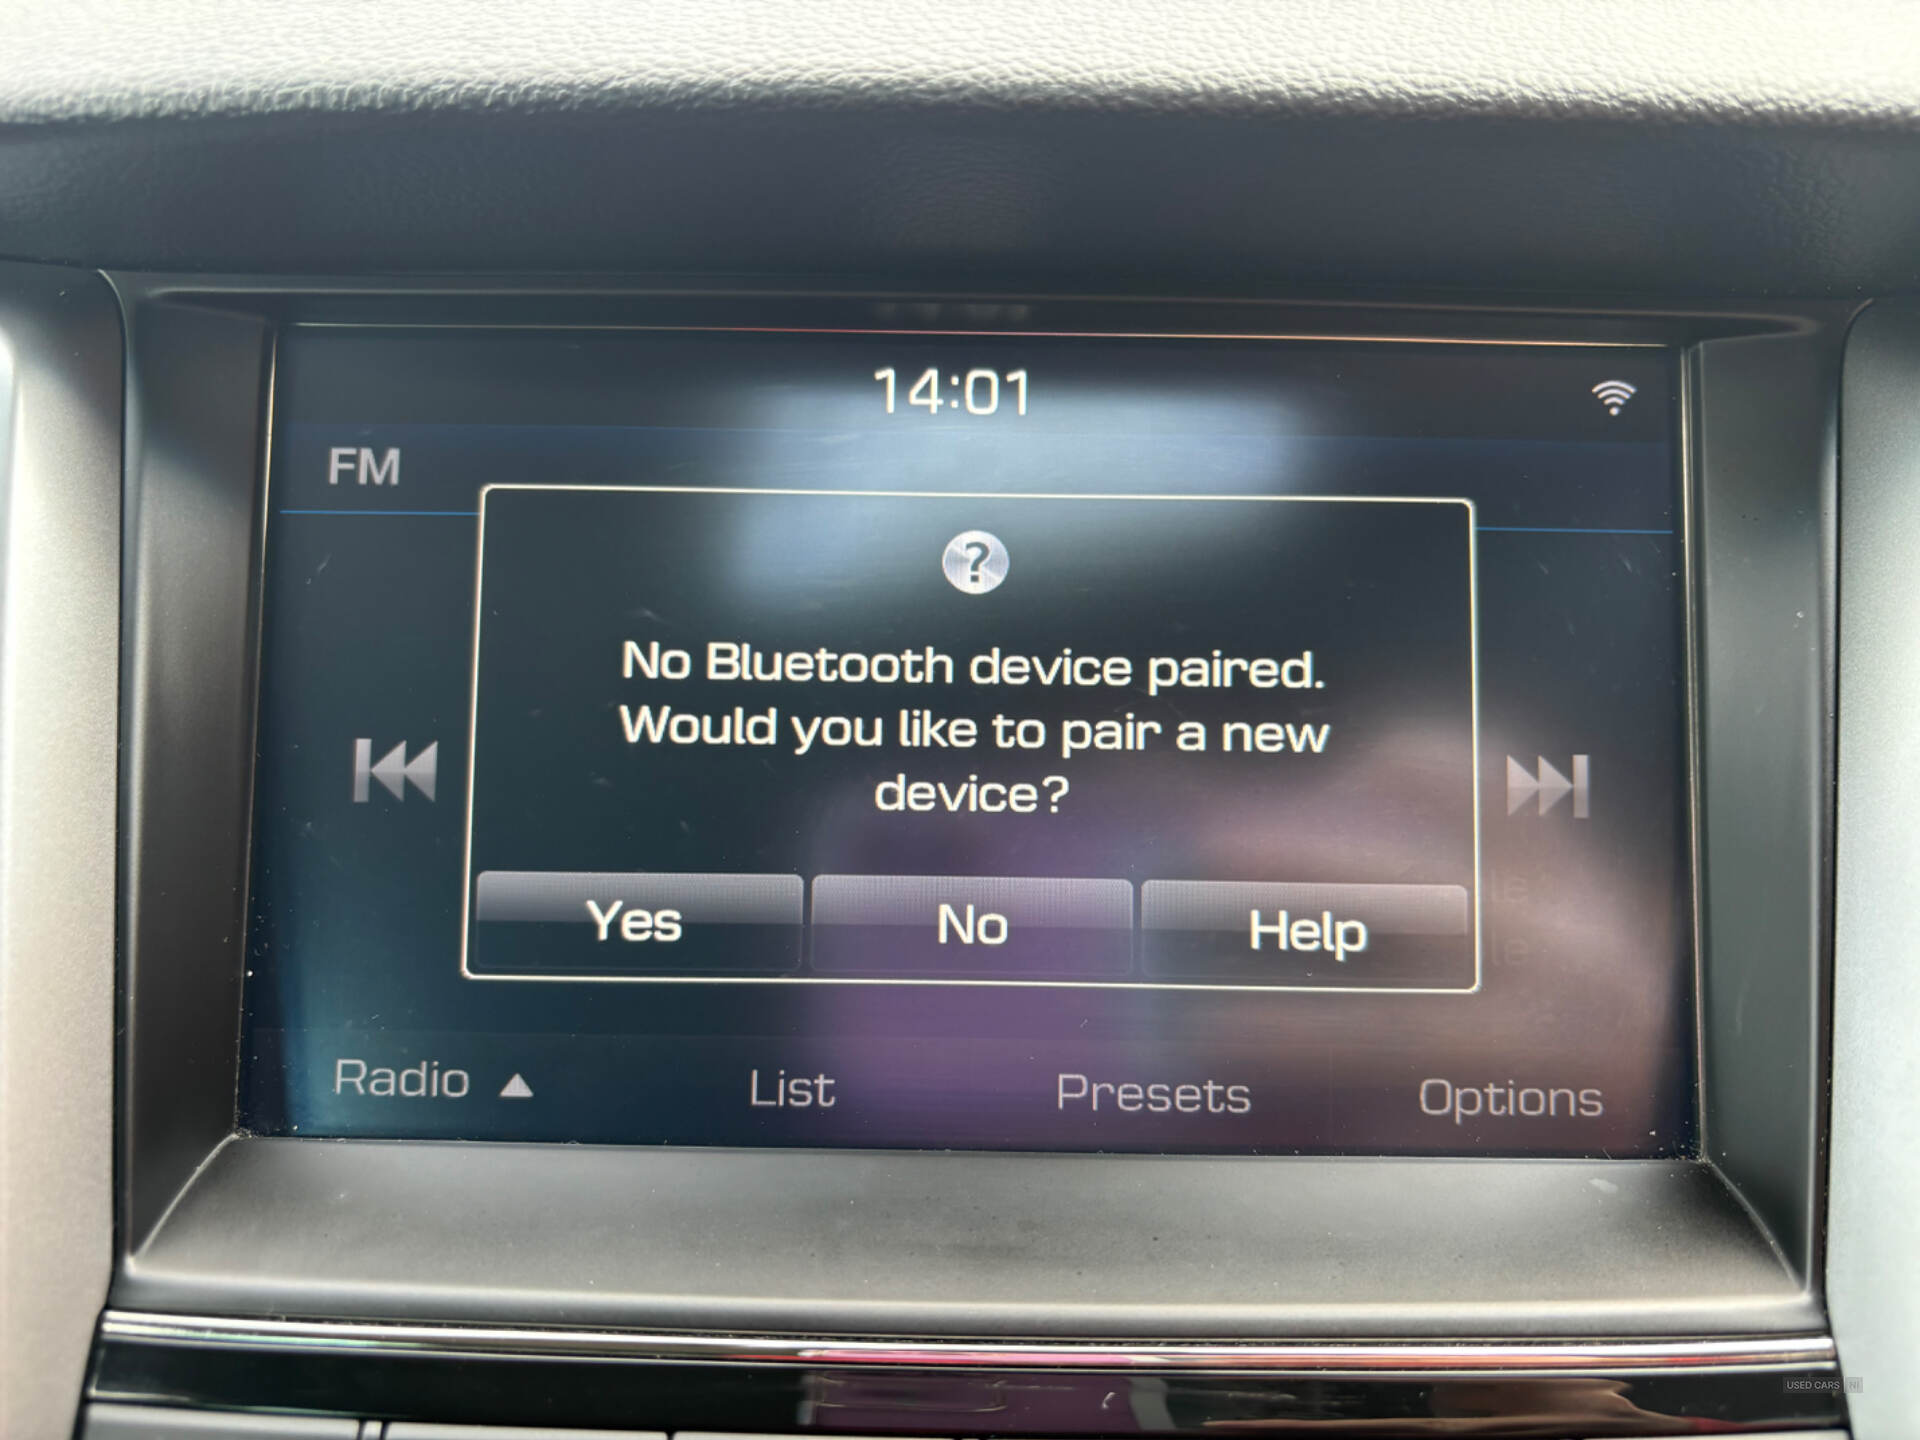 14:01
FM
?
No Bluetooth device paired.
Would you like to pair a new
device?
Yes No Help
Radio List Presets Options
USED CARS NI